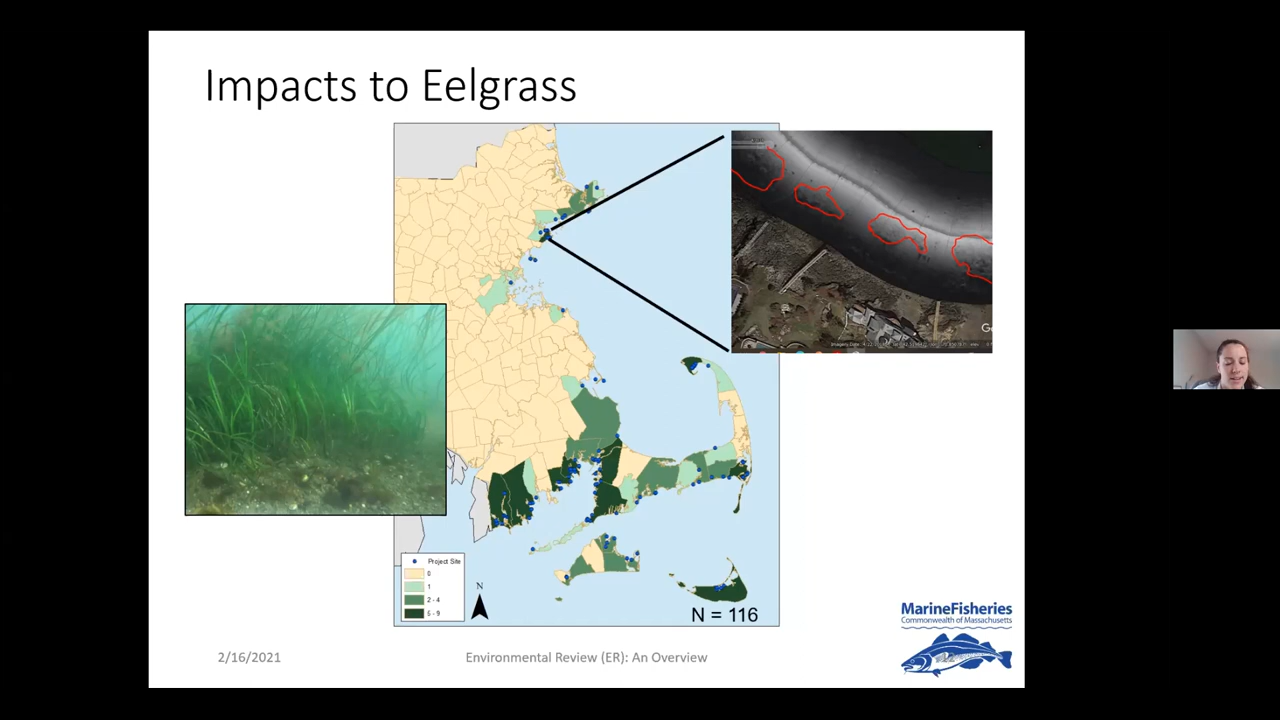 Impacts to Eelgrass
Project Site
0
1
2 - 4
5 - 9
N
N = 116
MarineFisheries
Commonwealth of Massachusetts
2/16/2021
Environmental Review (ER): An Overview